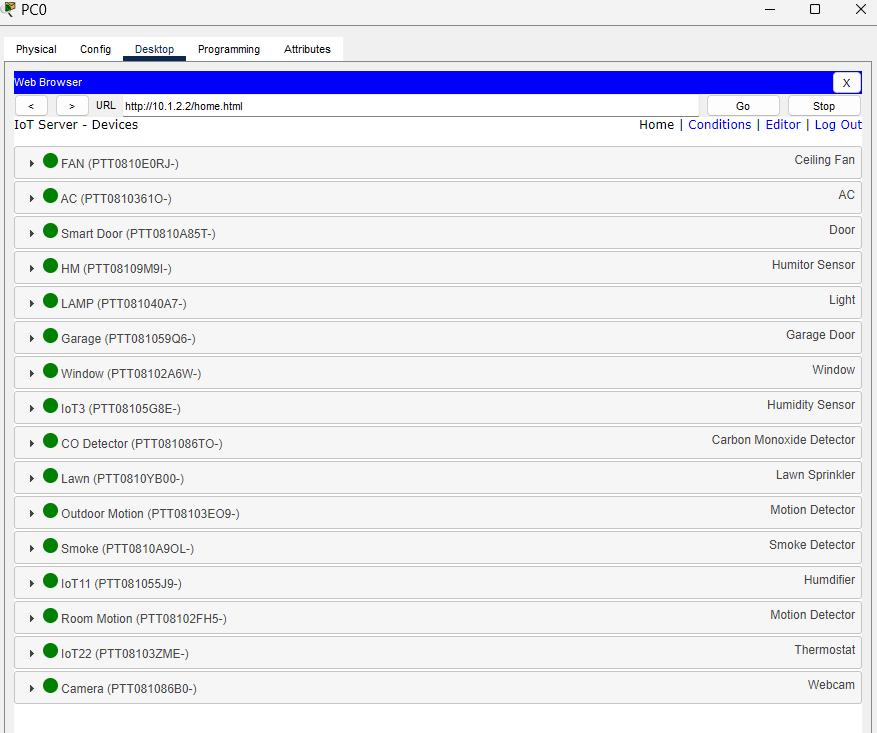 PC0
Physical Config Desktop Programming Attributes
Web Browser X
< > URL http://10.1.2.2/home.html Go Stop
IoT Server - Devices Home | Conditions | Editor | Log Out
FAN (PTT0810E0RJ-) Ceiling Fan
AC (PTT0810361O-) AC
Smart Door (PTT0810A85T-) Door
HM (PTT08109M9I-) Humitor Sensor
LAMP (PTT081040A7-) Light
Garage (PTT081059Q6-) Garage Door
Window (PTT08102A6W-) Window
IoT3 (PTT08105G8E-) Humidity Sensor
CO Detector (PTT081086TO-) Carbon Monoxide Detector
Lawn (PTT0810YB00-) Lawn Sprinkler
Outdoor Motion (PTT08103EO9-) Motion Detector
Smoke (PTT0810A9OL-) Smoke Detector
IoT11 (PTT081055J9-) Humdifier
Room Motion (PTT08102FH5-) Motion Detector
IoT22 (PTT08103ZME-) Thermostat
Camera (PTT081086B0-) Webcam